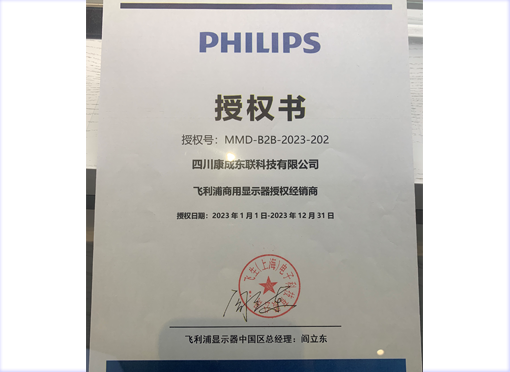 PHILIPS
授权书
授权号：MMD-B2B-2023-202
四川康成东联科技有限公司
飞利浦商用显示器授权经销商
授权日期：2023年1月1日-2023年12月31日
飞利浦显示器中国区总经理：阎立东